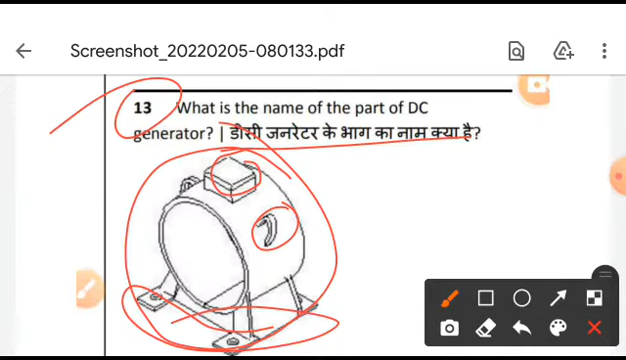 Screenshot_20220205-080133.pdf
13 What is the name of the part of DC
generator? | डीसी जनरेटर के भाग का नाम क्या है?